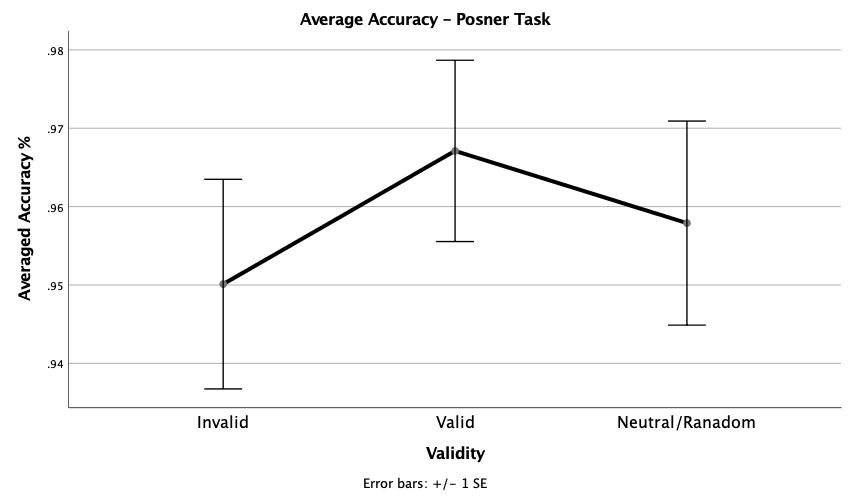 Average Accuracy – Posner Task
Averaged Accuracy %
.98
.97
.96
.95
.94
Invalid
Valid
Neutral/Ranadom
Validity
Error bars: +/− 1 SE